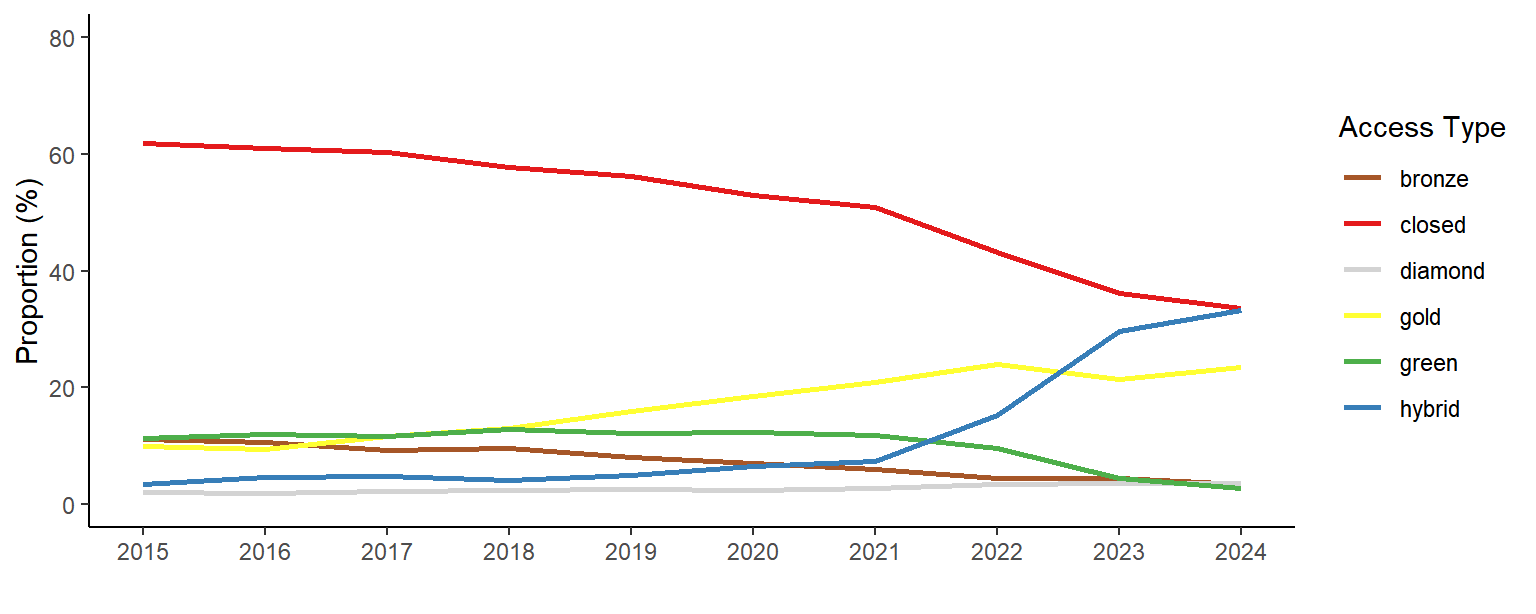 Proportion (%)
80
60
40
20
0
2015 2016 2017 2018 2019 2020 2021 2022 2023 2024
Access Type
bronze
closed
diamond
gold
green
hybrid